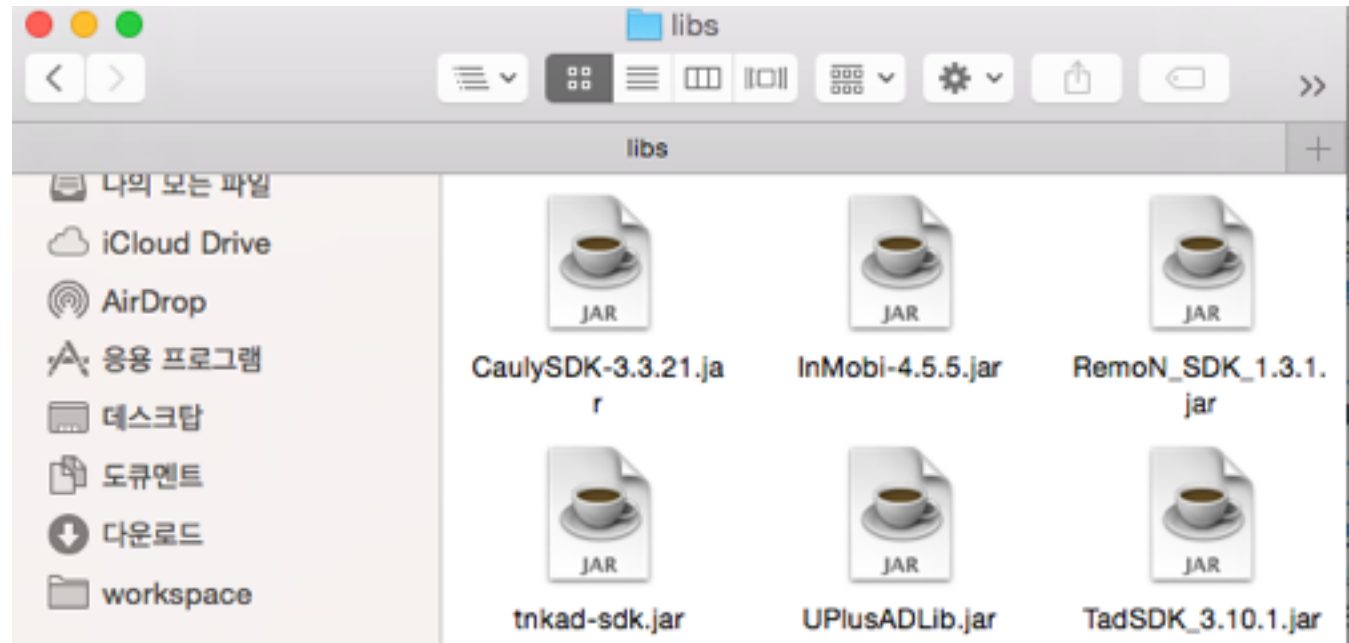 libs
libs
나의 모든 파일
iCloud Drive
AirDrop
응용 프로그램
데스크탑
도큐멘트
다운로드
workspace
JAR
JAR
JAR
CaulySDK-3.3.21.ja
r
InMobi-4.5.5.jar
RemoN_SDK_1.3.1.
jar
JAR
JAR
JAR
tnkad-sdk.jar
UPlusADLib.jar
TadSDK_3.10.1.jar